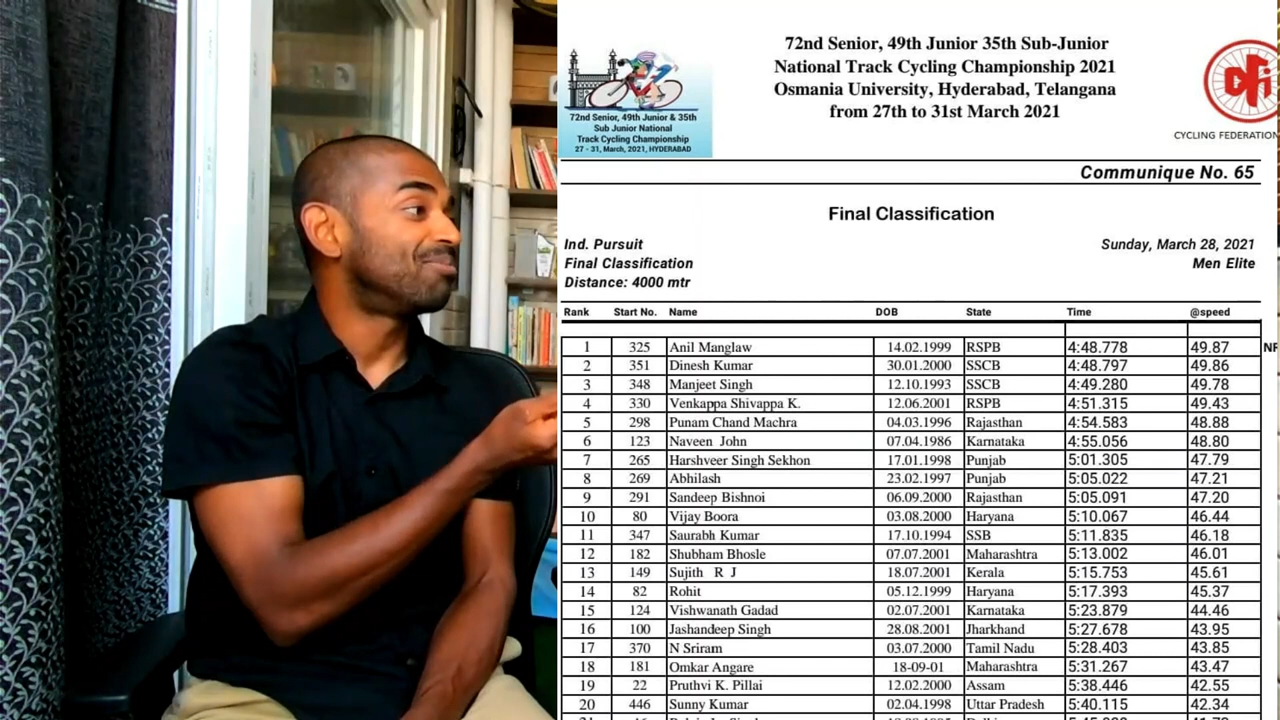 72nd Senior, 49th Junior 35th Sub-Junior
National Track Cycling Championship 2021
Osmania University, Hyderabad, Telangana
from 27th to 31st March 2021
72nd Senior, 49th Junior & 35th
Sub Junior National
Track Cycling Championship
27 - 31, March, 2021, HYDERABAD
CFI
CYCLING FEDERATION
Communique No. 65
Final Classification
Ind. Pursuit Sunday, March 28, 2021
Final Classification Men Elite
Distance: 4000 mtr
Rank Start No. Name DOB State Time @speed
1 325 Anil Manglaw 14.02.1999 RSPB 4:48.778 49.87
2 351 Dinesh Kumar 30.01.2000 SSCB 4:48.797 49.86
3 348 Manjeet Singh 12.10.1993 SSCB 4:49.280 49.78
4 330 Venkappa Shivappa K. 12.06.2001 RSPB 4:51.315 49.43
5 298 Punam Chand Machra 04.03.1996 Rajasthan 4:54.583 48.88
6 123 Naveen John 07.04.1986 Karnataka 4:55.056 48.80
7 265 Harshveer Singh Sekhon 17.01.1998 Punjab 5:01.305 47.79
8 269 Abhilash 23.02.1997 Punjab 5:05.022 47.21
9 291 Sandeep Bishnoi 06.09.2000 Rajasthan 5:05.091 47.20
10 80 Vijay Boora 03.08.2000 Haryana 5:10.067 46.44
11 347 Saurabh Kumar 17.10.1994 SSB 5:11.835 46.18
12 182 Shubham Bhosle 07.07.2001 Maharashtra 5:13.002 46.01
13 149 Sujith R J 18.07.2001 Kerala 5:15.753 45.61
14 82 Rohit 05.12.1999 Haryana 5:17.393 45.37
15 124 Vishwanath Gadad 02.07.2001 Karnataka 5:23.879 44.46
16 100 Jashandeep Singh 28.08.2001 Jharkhand 5:27.678 43.95
17 370 N Sriram 03.07.2000 Tamil Nadu 5:28.403 43.85
18 181 Omkar Angare 18-09-01 Maharashtra 5:31.267 43.47
19 22 Pruthvi K. Pillai 12.02.2000 Assam 5:38.446 42.55
20 446 Sunny Kumar 02.04.1998 Uttar Pradesh 5:40.115 42.34